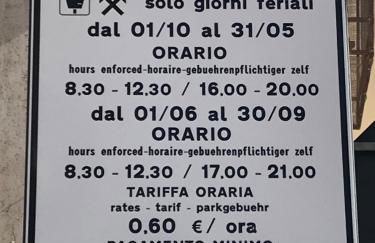 solo giorni feriali
dal 01/10 al 31/05
ORARIO
hours enforced-horaire-gebuehrenpflichtiger zelf
8,30 - 12,30 / 16,00 - 20,00
dal 01/06 al 30/09
ORARIO
hours enforced-horaire-gebuehrenpflichtiger zelf
8,30 - 12,30 / 17,00 - 21,00
TARIFFA ORARIA
rates - tarif - parkgebuehr
0,60 €/ ora
PAGAMENTO MINIMO